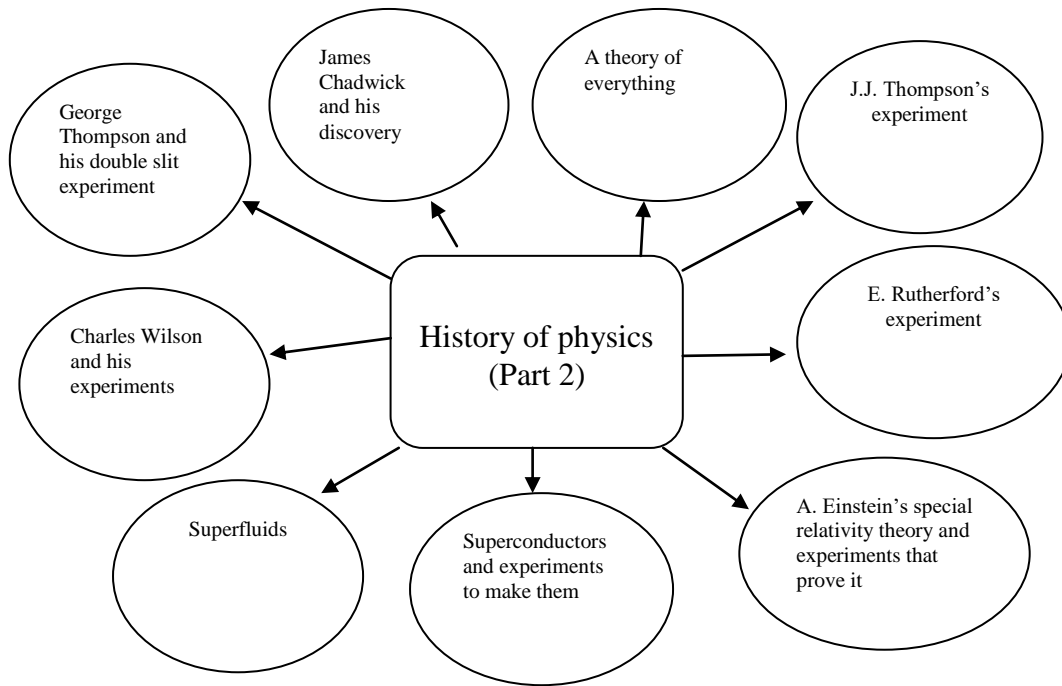 George
Thompson and
his double slit
experiment
James
Chadwick
and his
discovery
A theory of
everything
J.J. Thompson’s
experiment
E. Rutherford’s
experiment
History of physics
(Part 2)
Charles Wilson
and his
experiments
Superfluids
Superconductors
and experiments
to make them
A. Einstein’s special
relativity theory and
experiments that
prove it